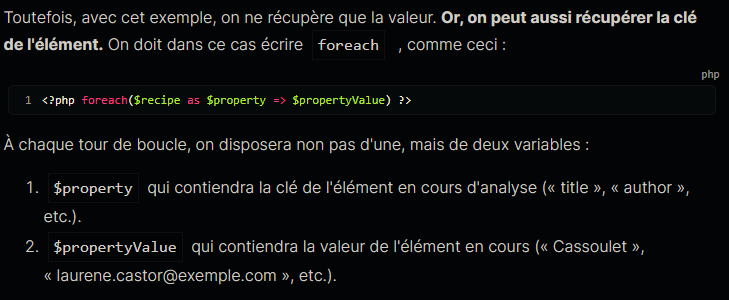 Toutefois, avec cet exemple, on ne récupère que la valeur. Or, on peut aussi récupérer la clé
de l'élément. On doit dans ce cas écrire foreach , comme ceci :
php
1 <?php foreach($recipe as $property => $propertyValue) ?>
À chaque tour de boucle, on disposera non pas d'une, mais de deux variables :
1. $property qui contiendra la clé de l'élément en cours d'analyse (« title », « author »,
etc.).
2. $propertyValue qui contiendra la valeur de l'élément en cours (« Cassoulet »,
« laurene.castor@exemple.com », etc.).